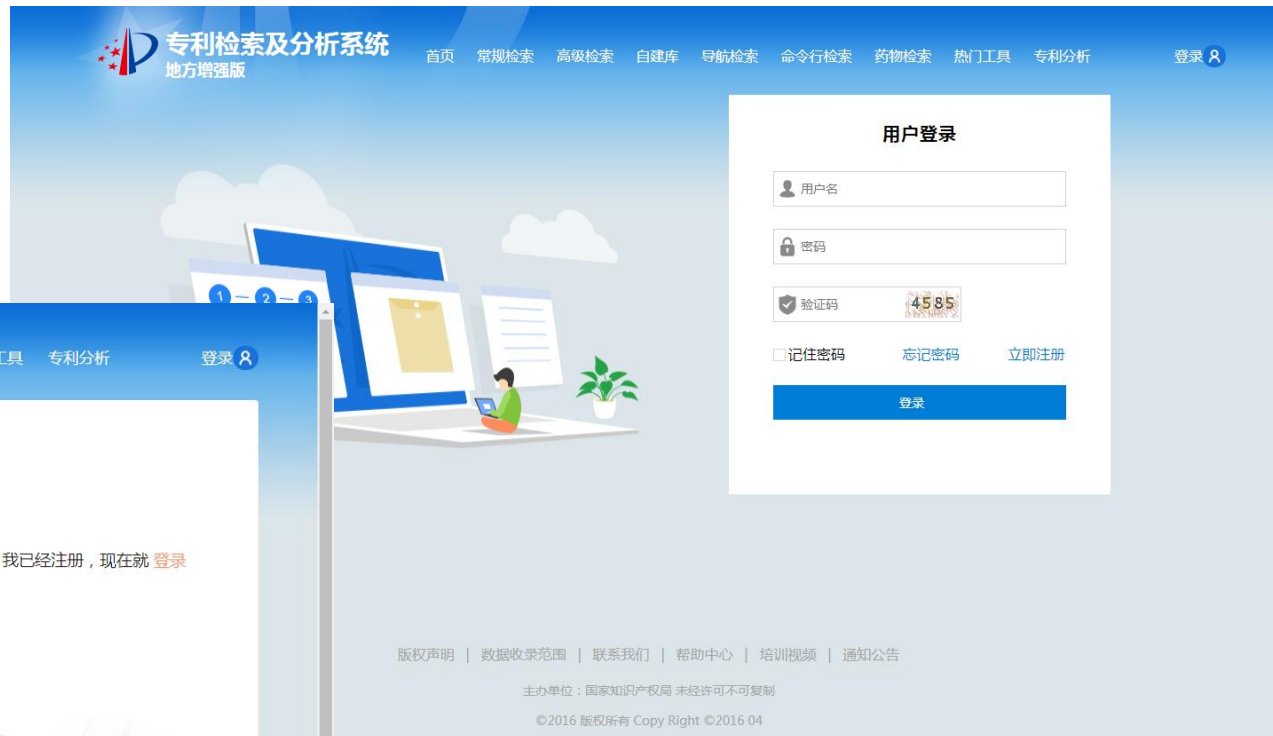 专利检索及分析系统
地方增强版
首页 常规检索 高级检索 自建库 导航检索 命令行检索 药物检索 热门工具 专利分析 登录
用户登录
用户名
密码
验证码 4585
记住密码 忘记密码 立即注册
登录
1 2 3
工具 专利分析 登录
我已经注册，现在就 登录
版权声明 | 数据收录范围 | 联系我们 | 帮助中心 | 培训视频 | 通知公告
主办单位：国家知识产权局 未经许可不可复制
©2016 版权所有 Copy Right ©2016 04